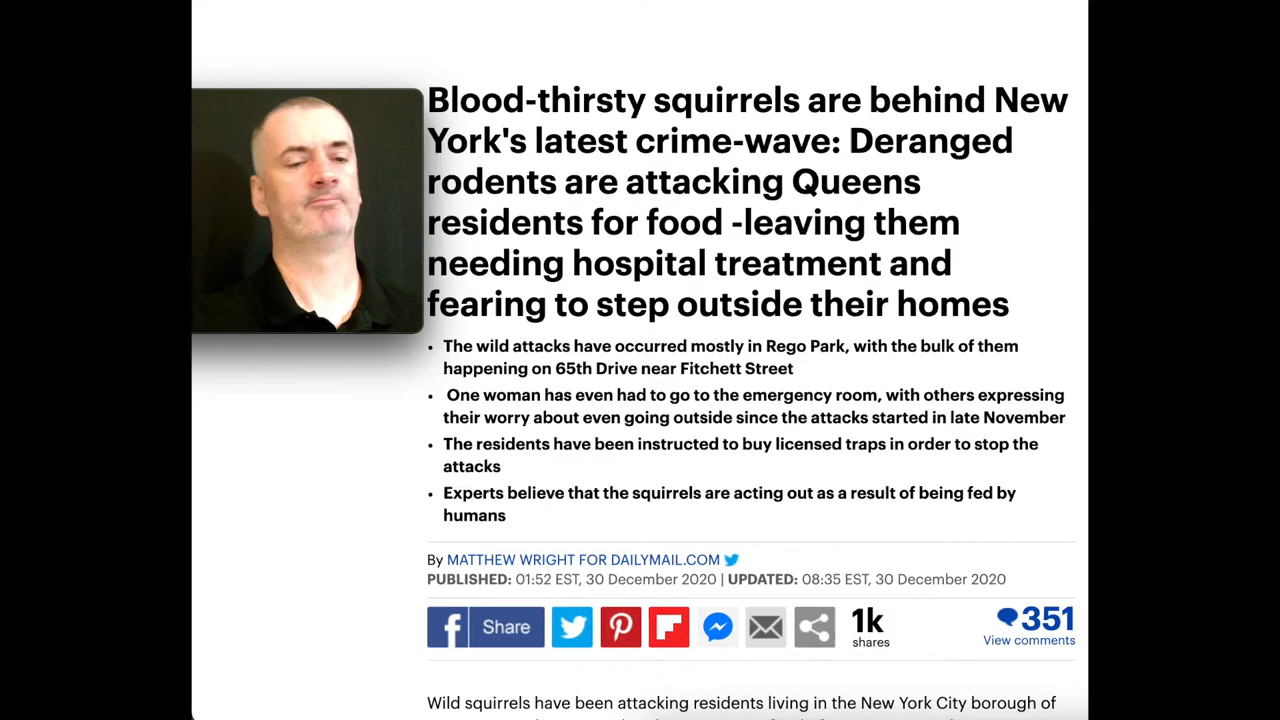 Blood-thirsty squirrels are behind New
York's latest crime-wave: Deranged
rodents are attacking Queens
residents for food -leaving them
needing hospital treatment and
fearing to step outside their homes
• The wild attacks have occurred mostly in Rego Park, with the bulk of them
happening on 65th Drive near Fitchett Street
• One woman has even had to go to the emergency room, with others expressing
their worry about even going outside since the attacks started in late November
• The residents have been instructed to buy licensed traps in order to stop the
attacks
• Experts believe that the squirrels are acting out as a result of being fed by
humans
By MATTHEW WRIGHT FOR DAILYMAIL.COM
PUBLISHED: 01:52 EST, 30 December 2020 | UPDATED: 08:35 EST, 30 December 2020
Share
1k
shares
351
View comments
Wild squirrels have been attacking residents living in the New York City borough of